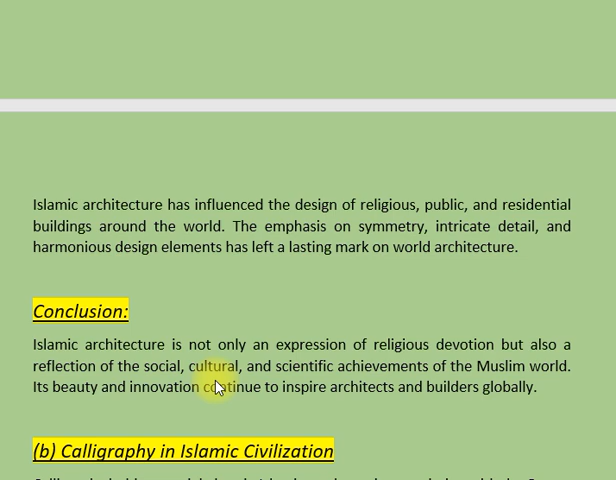 Islamic architecture has influenced the design of religious, public, and residential
buildings around the world. The emphasis on symmetry, intricate detail, and
harmonious design elements has left a lasting mark on world architecture.
Conclusion:
Islamic architecture is not only an expression of religious devotion but also a
reflection of the social, cultural, and scientific achievements of the Muslim world.
Its beauty and innovation continue to inspire architects and builders globally.
(b) Calligraphy in Islamic Civilization